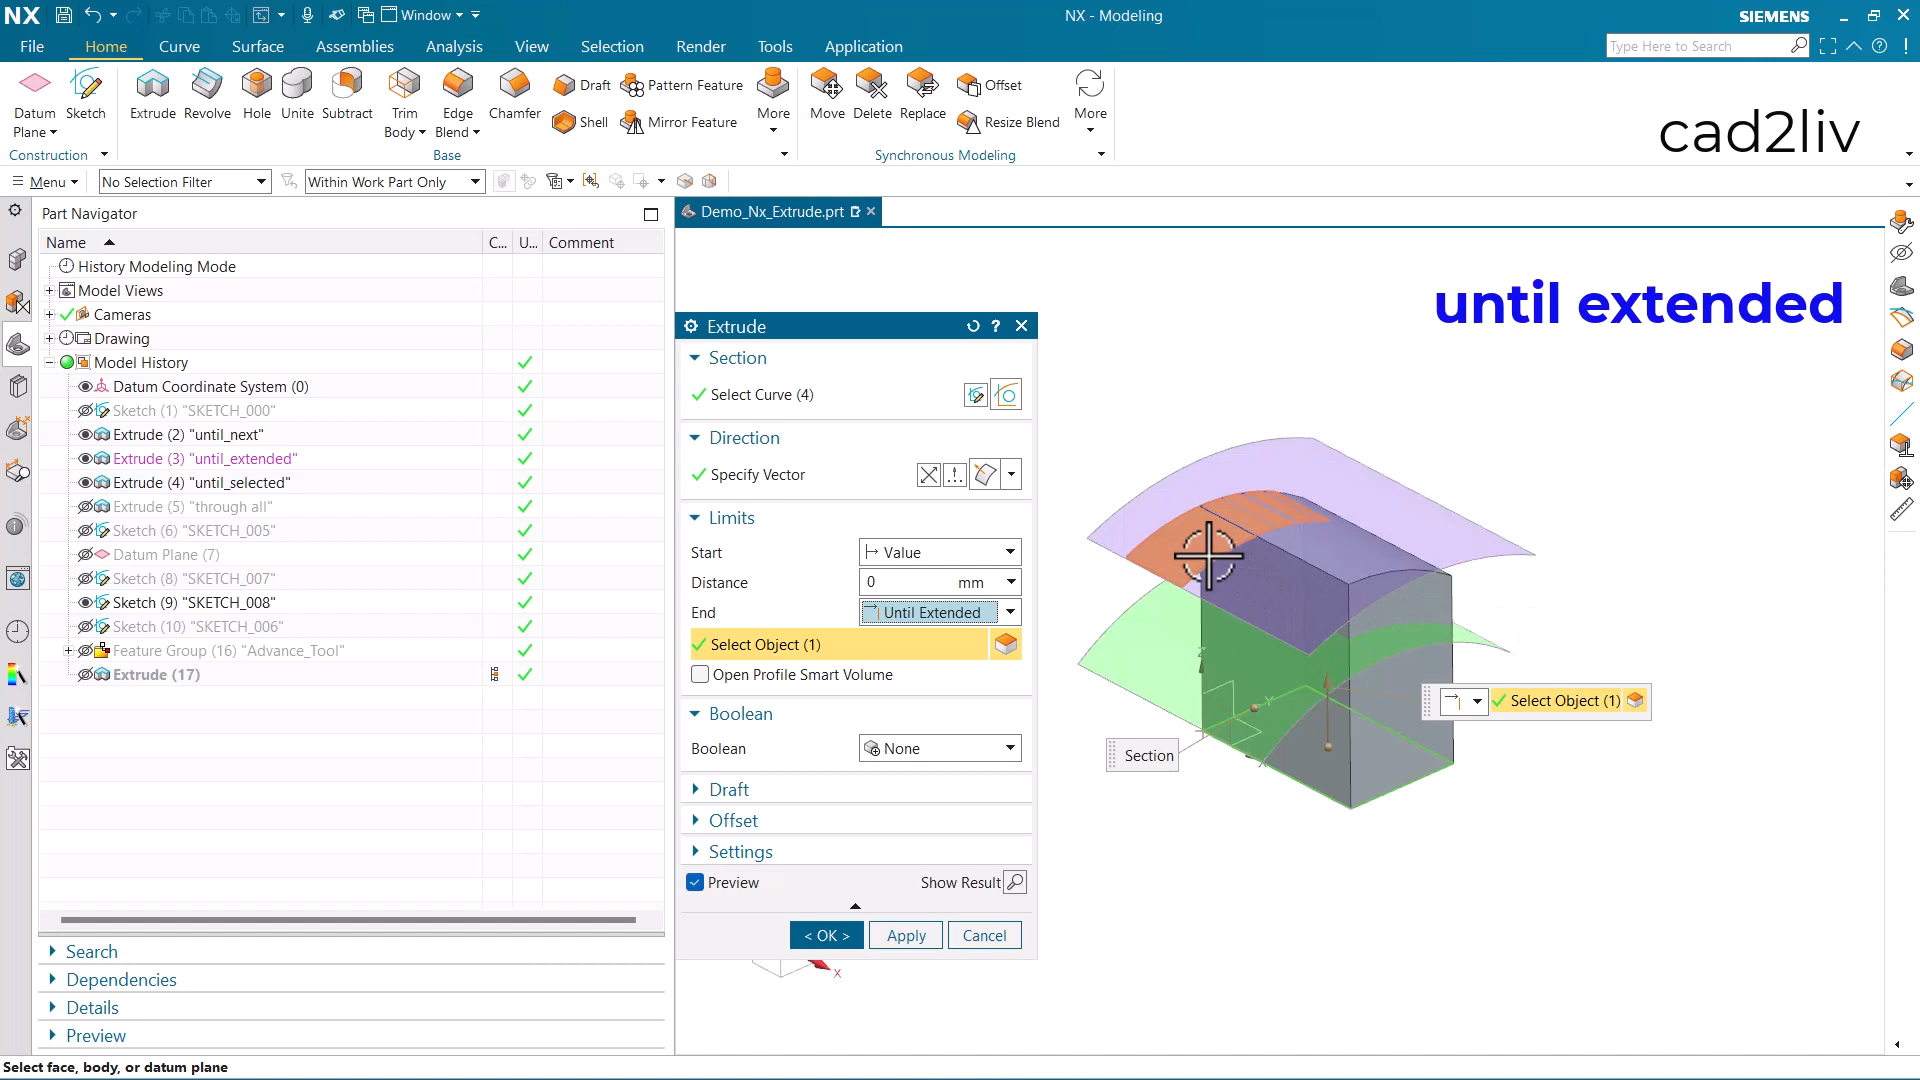 NX
Window
NX - Modeling
SIEMENS
File Home Curve Surface Assemblies Analysis View Selection Render Tools Application
Type Here to Search
Datum Plane
Sketch
Extrude
Revolve
Hole
Unite
Subtract
Trim Body
Edge Blend
Chamfer
Draft
Shell
Pattern Feature
Mirror Feature
More
Move
Delete
Replace
Offset
Resize Blend
More
cad2liv
Construction
Base
Synchronous Modeling
Menu
No Selection Filter
Within Work Part Only
Part Navigator
Name C... U... Comment
History Modeling Mode
Model Views
Cameras
Drawing
Model History
Datum Coordinate System (0)
Sketch (1) "SKETCH_000"
Extrude (2) "until_next"
Extrude (3) "until_extended"
Extrude (4) "until_selected"
Extrude (5) "through all"
Sketch (6) "SKETCH_005"
Datum Plane (7)
Sketch (8) "SKETCH_007"
Sketch (9) "SKETCH_008"
Sketch (10) "SKETCH_006"
Feature Group (16) "Advance_Tool"
Extrude (17)
Search
Dependencies
Details
Preview
Demo_Nx_Extrude.prt
until extended
Extrude
Section
Select Curve (4)
Direction
Specify Vector
Limits
Start Value
Distance 0 mm
End Until Extended
Select Object (1)
Open Profile Smart Volume
Boolean
Boolean None
Draft
Offset
Settings
Preview Show Result
< OK > Apply Cancel
Select Object (1)
Section
Z
Y
X
X
Select face, body, or datum plane